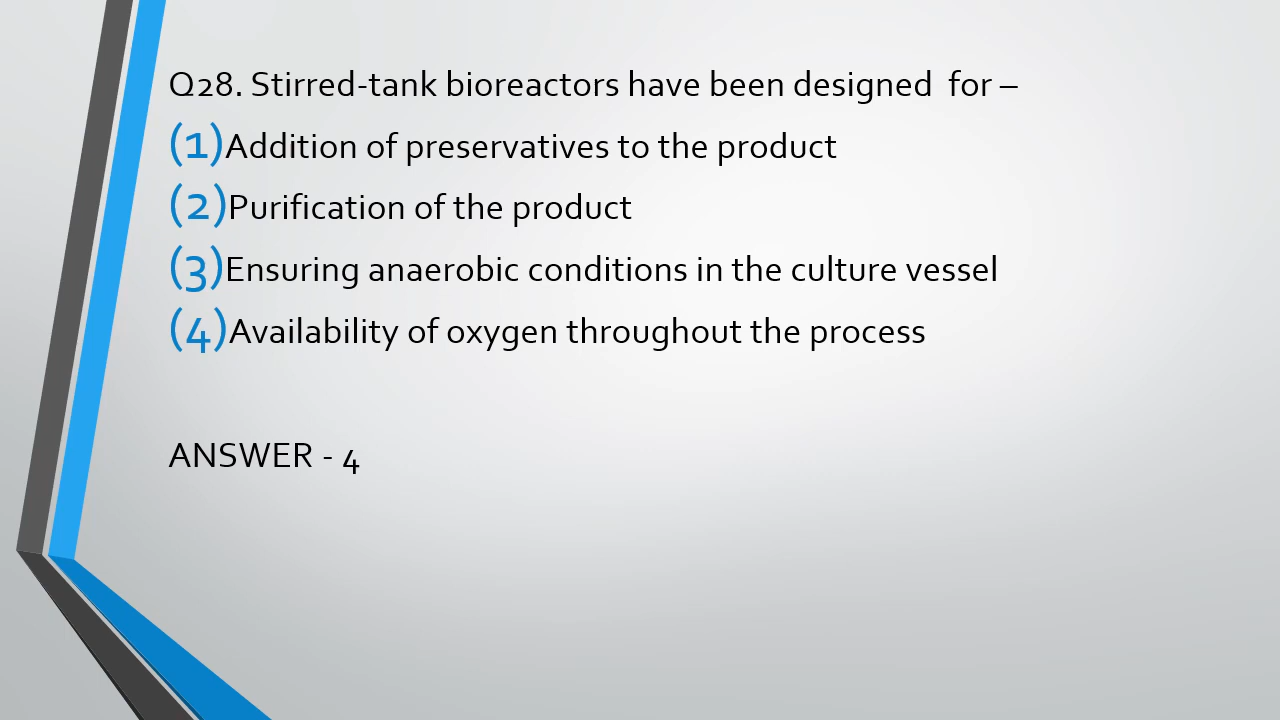 Q28. Stirred-tank bioreactors have been designed  for –
(1)Addition of preservatives to the product
(2)Purification of the product
(3)Ensuring anaerobic conditions in the culture vessel
(4)Availability of oxygen throughout the process
ANSWER - 4